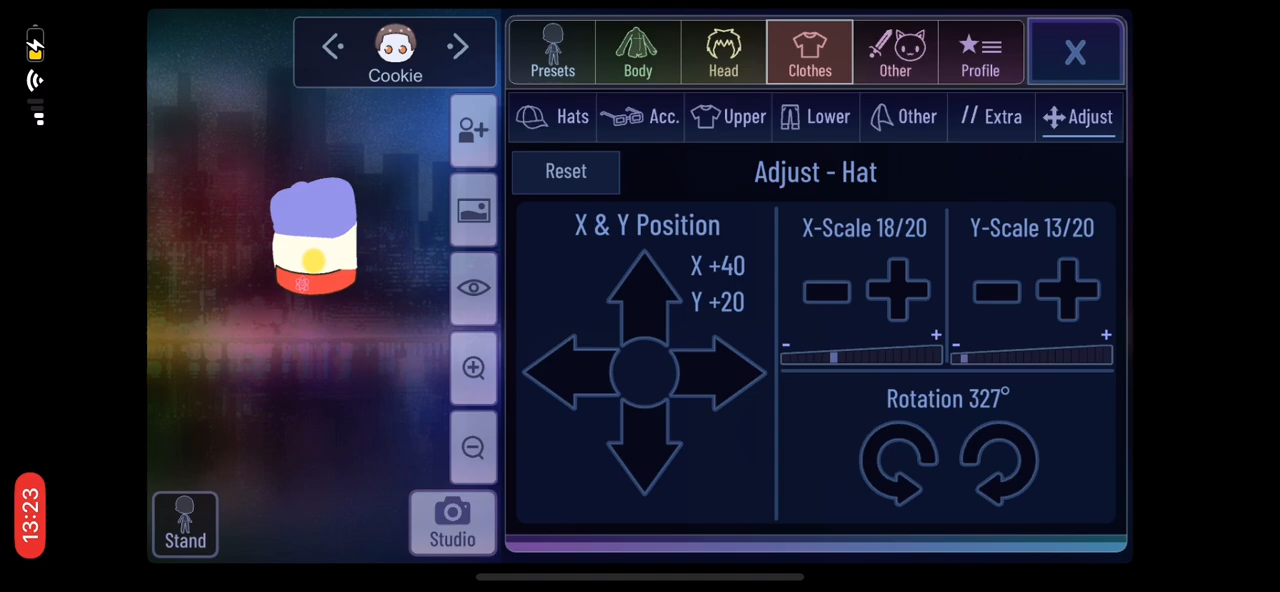 13:23
Cookie
Presets
Body
Head
Clothes
Other
Profile
X
Hats
Acc.
Upper
Lower
Other
Extra
Adjust
Reset
Adjust - Hat
X & Y Position
X +40
Y +20
X-Scale 18/20
Y-Scale 13/20
- +
- +
Rotation 327°
Stand
Studio